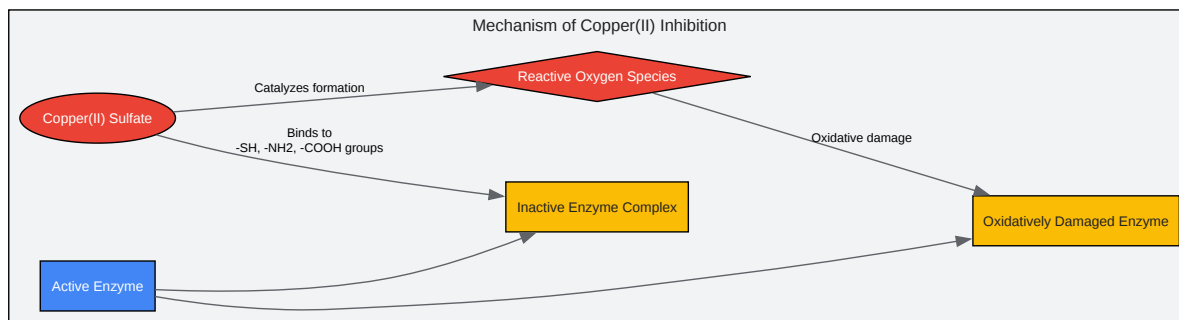 Mechanism of Copper(II) Inhibition
Reactive Oxygen Species
Catalyzes formation
Copper(II) Sulfate
Binds to
-SH, -NH2, -COOH groups
Oxidative damage
Inactive Enzyme Complex
Oxidatively Damaged Enzyme
Active Enzyme